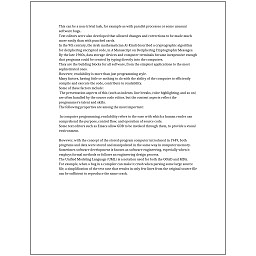 This can be a non-trivial task, for example as with parallel processes or some unusual
software bugs.
Text editors were also developed that allowed changes and corrections to be made much
more easily than with punched cards.
In the 9th century, the Arab mathematician Al-Kindi described a cryptographic algorithm
for deciphering encrypted code, in A Manuscript on Deciphering Cryptographic Messages.
By the late 1960s, data storage devices and computer terminals became inexpensive enough
that programs could be created by typing directly into the computers.
They are the building blocks for all software, from the simplest applications to the most
sophisticated ones.
However, readability is more than just programming style.
Many factors, having little or nothing to do with the ability of the computer to efficiently
compile and execute the code, contribute to readability.
Some of these factors include:
The presentation aspects of this (such as indents, line breaks, color highlighting, and so on)
are often handled by the source code editor, but the content aspects reflect the
programmer's talent and skills.
The following properties are among the most important:
In computer programming, readability refers to the ease with which a human reader can
comprehend the purpose, control flow, and operation of source code.
Some text editors such as Emacs allow GDB to be invoked through them, to provide a visual
environment.
However, with the concept of the stored-program computer introduced in 1949, both
programs and data were stored and manipulated in the same way in computer memory.
Sometimes software development is known as software engineering, especially when it
employs formal methods or follows an engineering design process.
The Unified Modeling Language (UML) is a notation used for both the OOAD and MDA.
For example, when a bug in a compiler can make it crash when parsing some large source
file, a simplification of the test case that results in only few lines from the original source file
can be sufficient to reproduce the same crash.